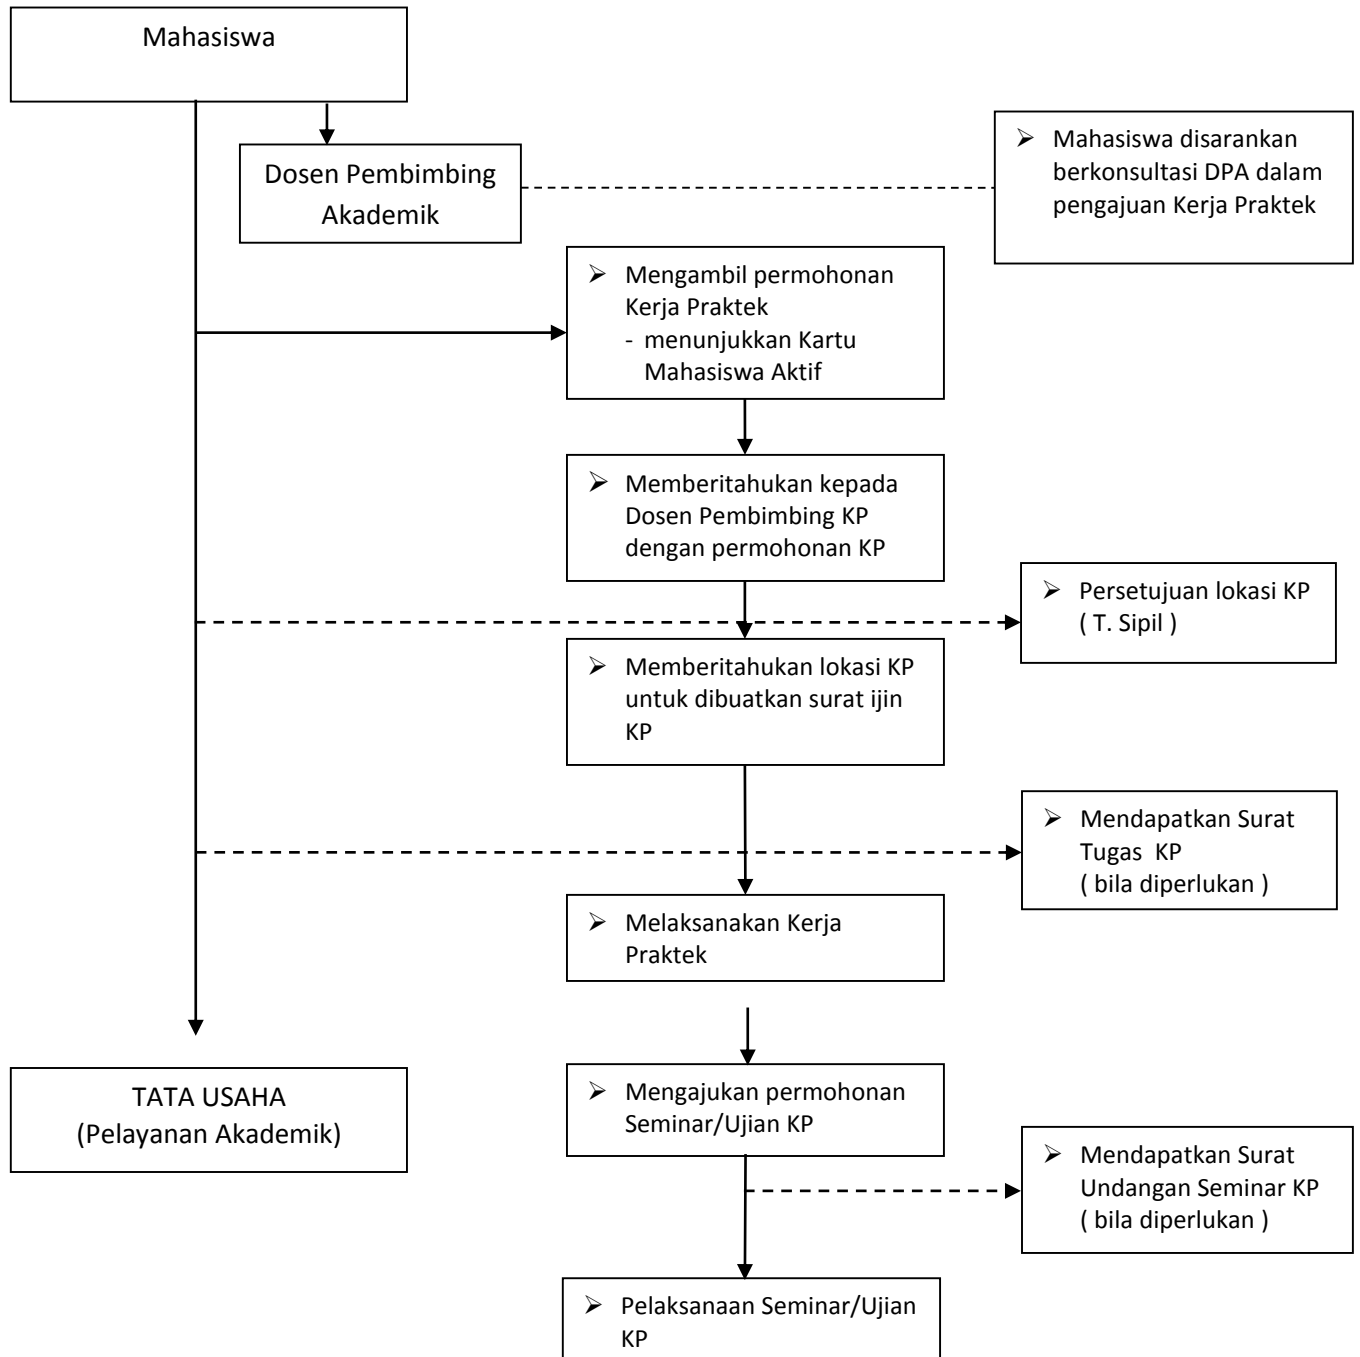 Mahasiswa
Dosen Pembimbing
Akademik
➢ Mahasiswa disarankan
berkonsultasi DPA dalam
pengajuan Kerja Praktek
➢ Mengambil permohonan
Kerja Praktek
- menunjukkan Kartu
Mahasiswa Aktif
➢ Memberitahukan kepada
Dosen Pembimbing KP
dengan permohonan KP
➢ Persetujuan lokasi KP
( T. Sipil )
➢ Memberitahukan lokasi KP
untuk dibuatkan surat ijin
KP
➢ Mendapatkan Surat
Tugas KP
( bila diperlukan )
➢ Melaksanakan Kerja
Praktek
TATA USAHA
(Pelayanan Akademik)
➢ Mengajukan permohonan
Seminar/Ujian KP
➢ Mendapatkan Surat
Undangan Seminar KP
( bila diperlukan )
➢ Pelaksanaan Seminar/Ujian
KP